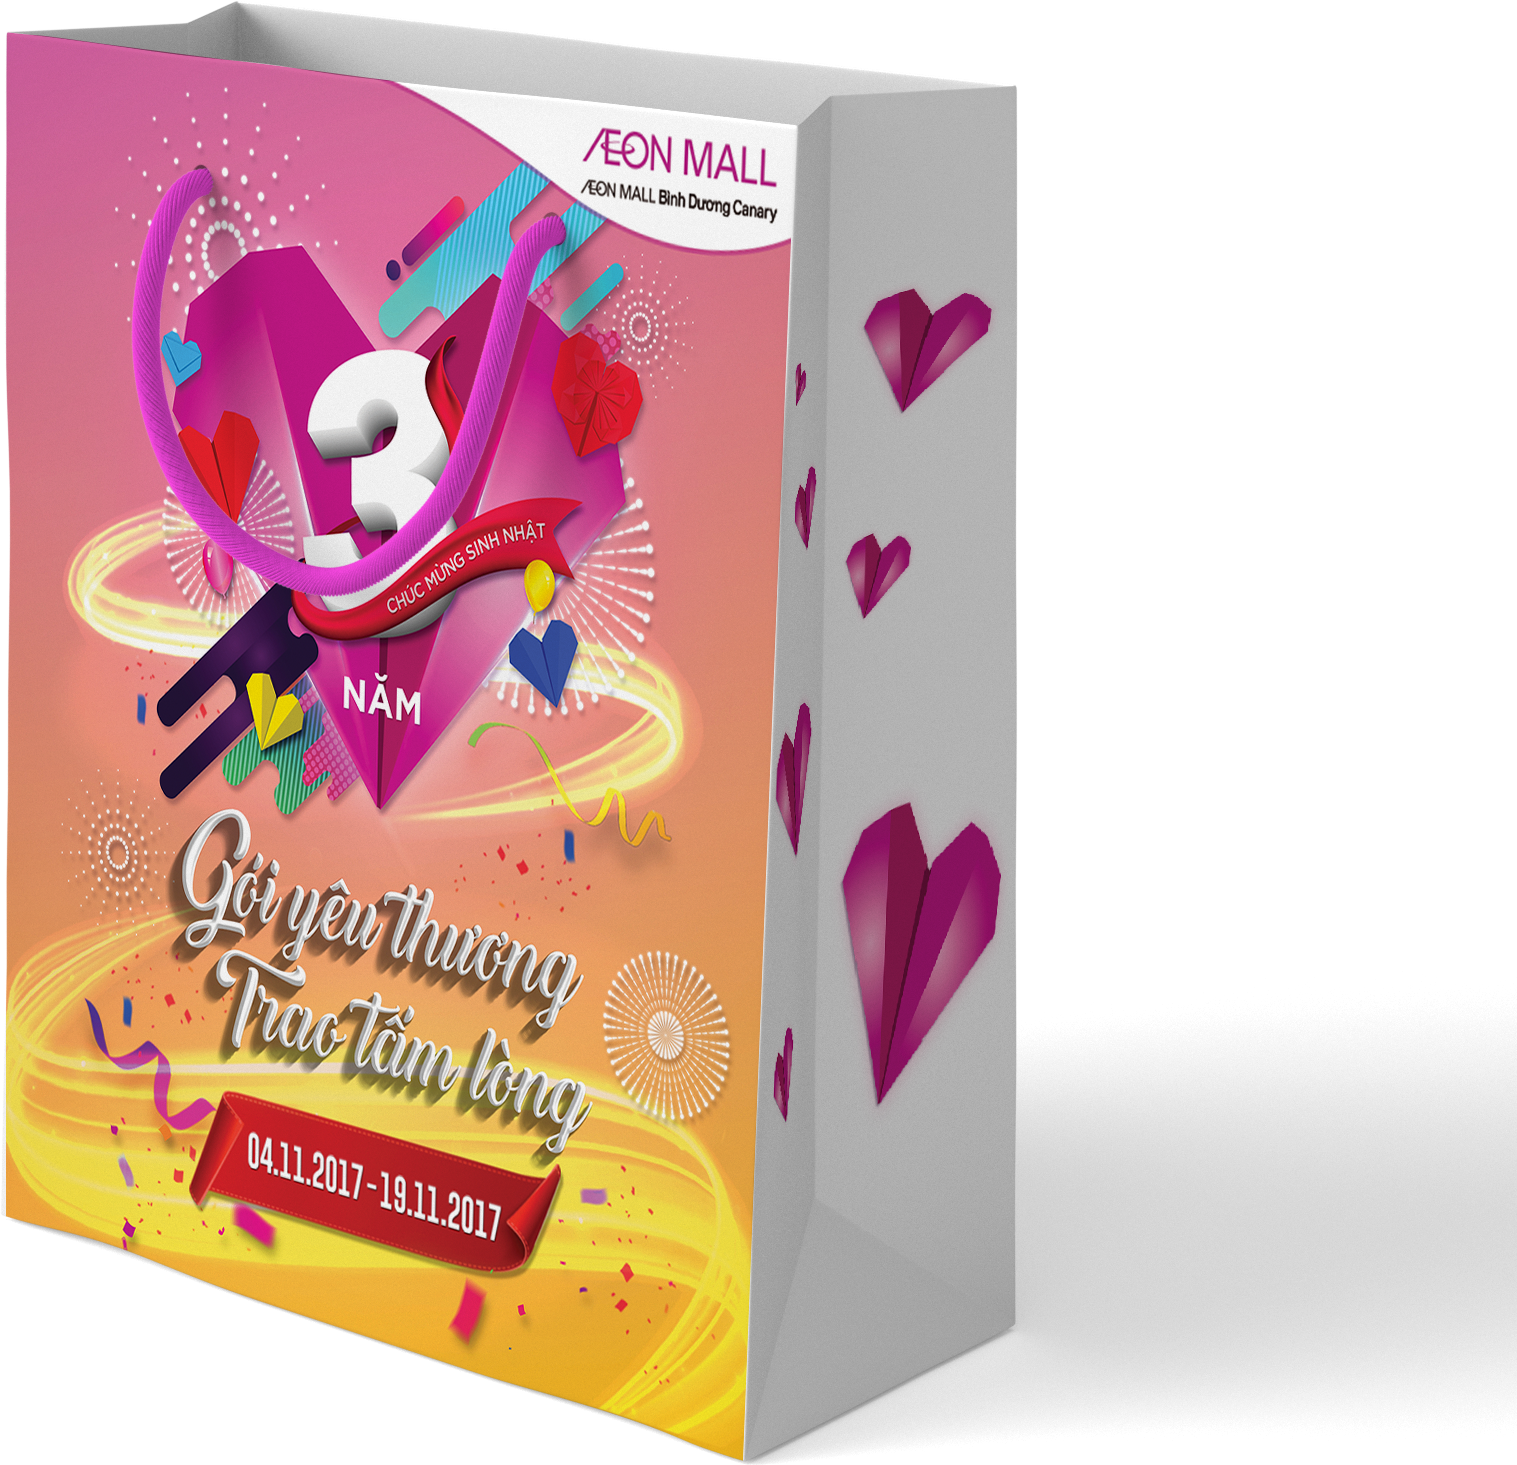 ÆON MALL
ÆON MALL Bình Dương Canary
3
CHÚC MỪNG SINH NHẬT
NĂM
Gói yêu thương
Trao tấm lòng
04.11.2017-19.11.2017